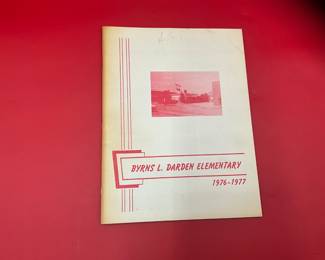 BYRNS L. DARDEN ELEMENTARY
1976-1977